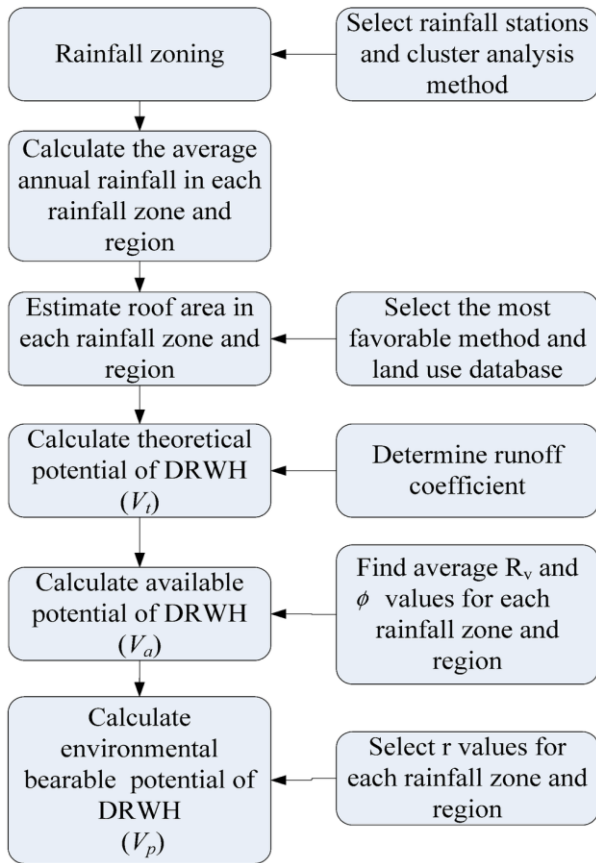 Rainfall zoning
Select rainfall stations
and cluster analysis
method
Calculate the average
annual rainfall in each
rainfall zone and
region
Estimate roof area in
each rainfall zone and
region
Select the most
favorable method and
land use database
Calculate theoretical
potential of DRWH
(Vt)
Determine runoff
coefficient
Calculate available
potential of DRWH
(Va)
Find average Rv and
ϕ values for each
rainfall zone and
region
Calculate
environmental
bearable potential of
DRWH
(Vp)
Select r values for
each rainfall zone and
region